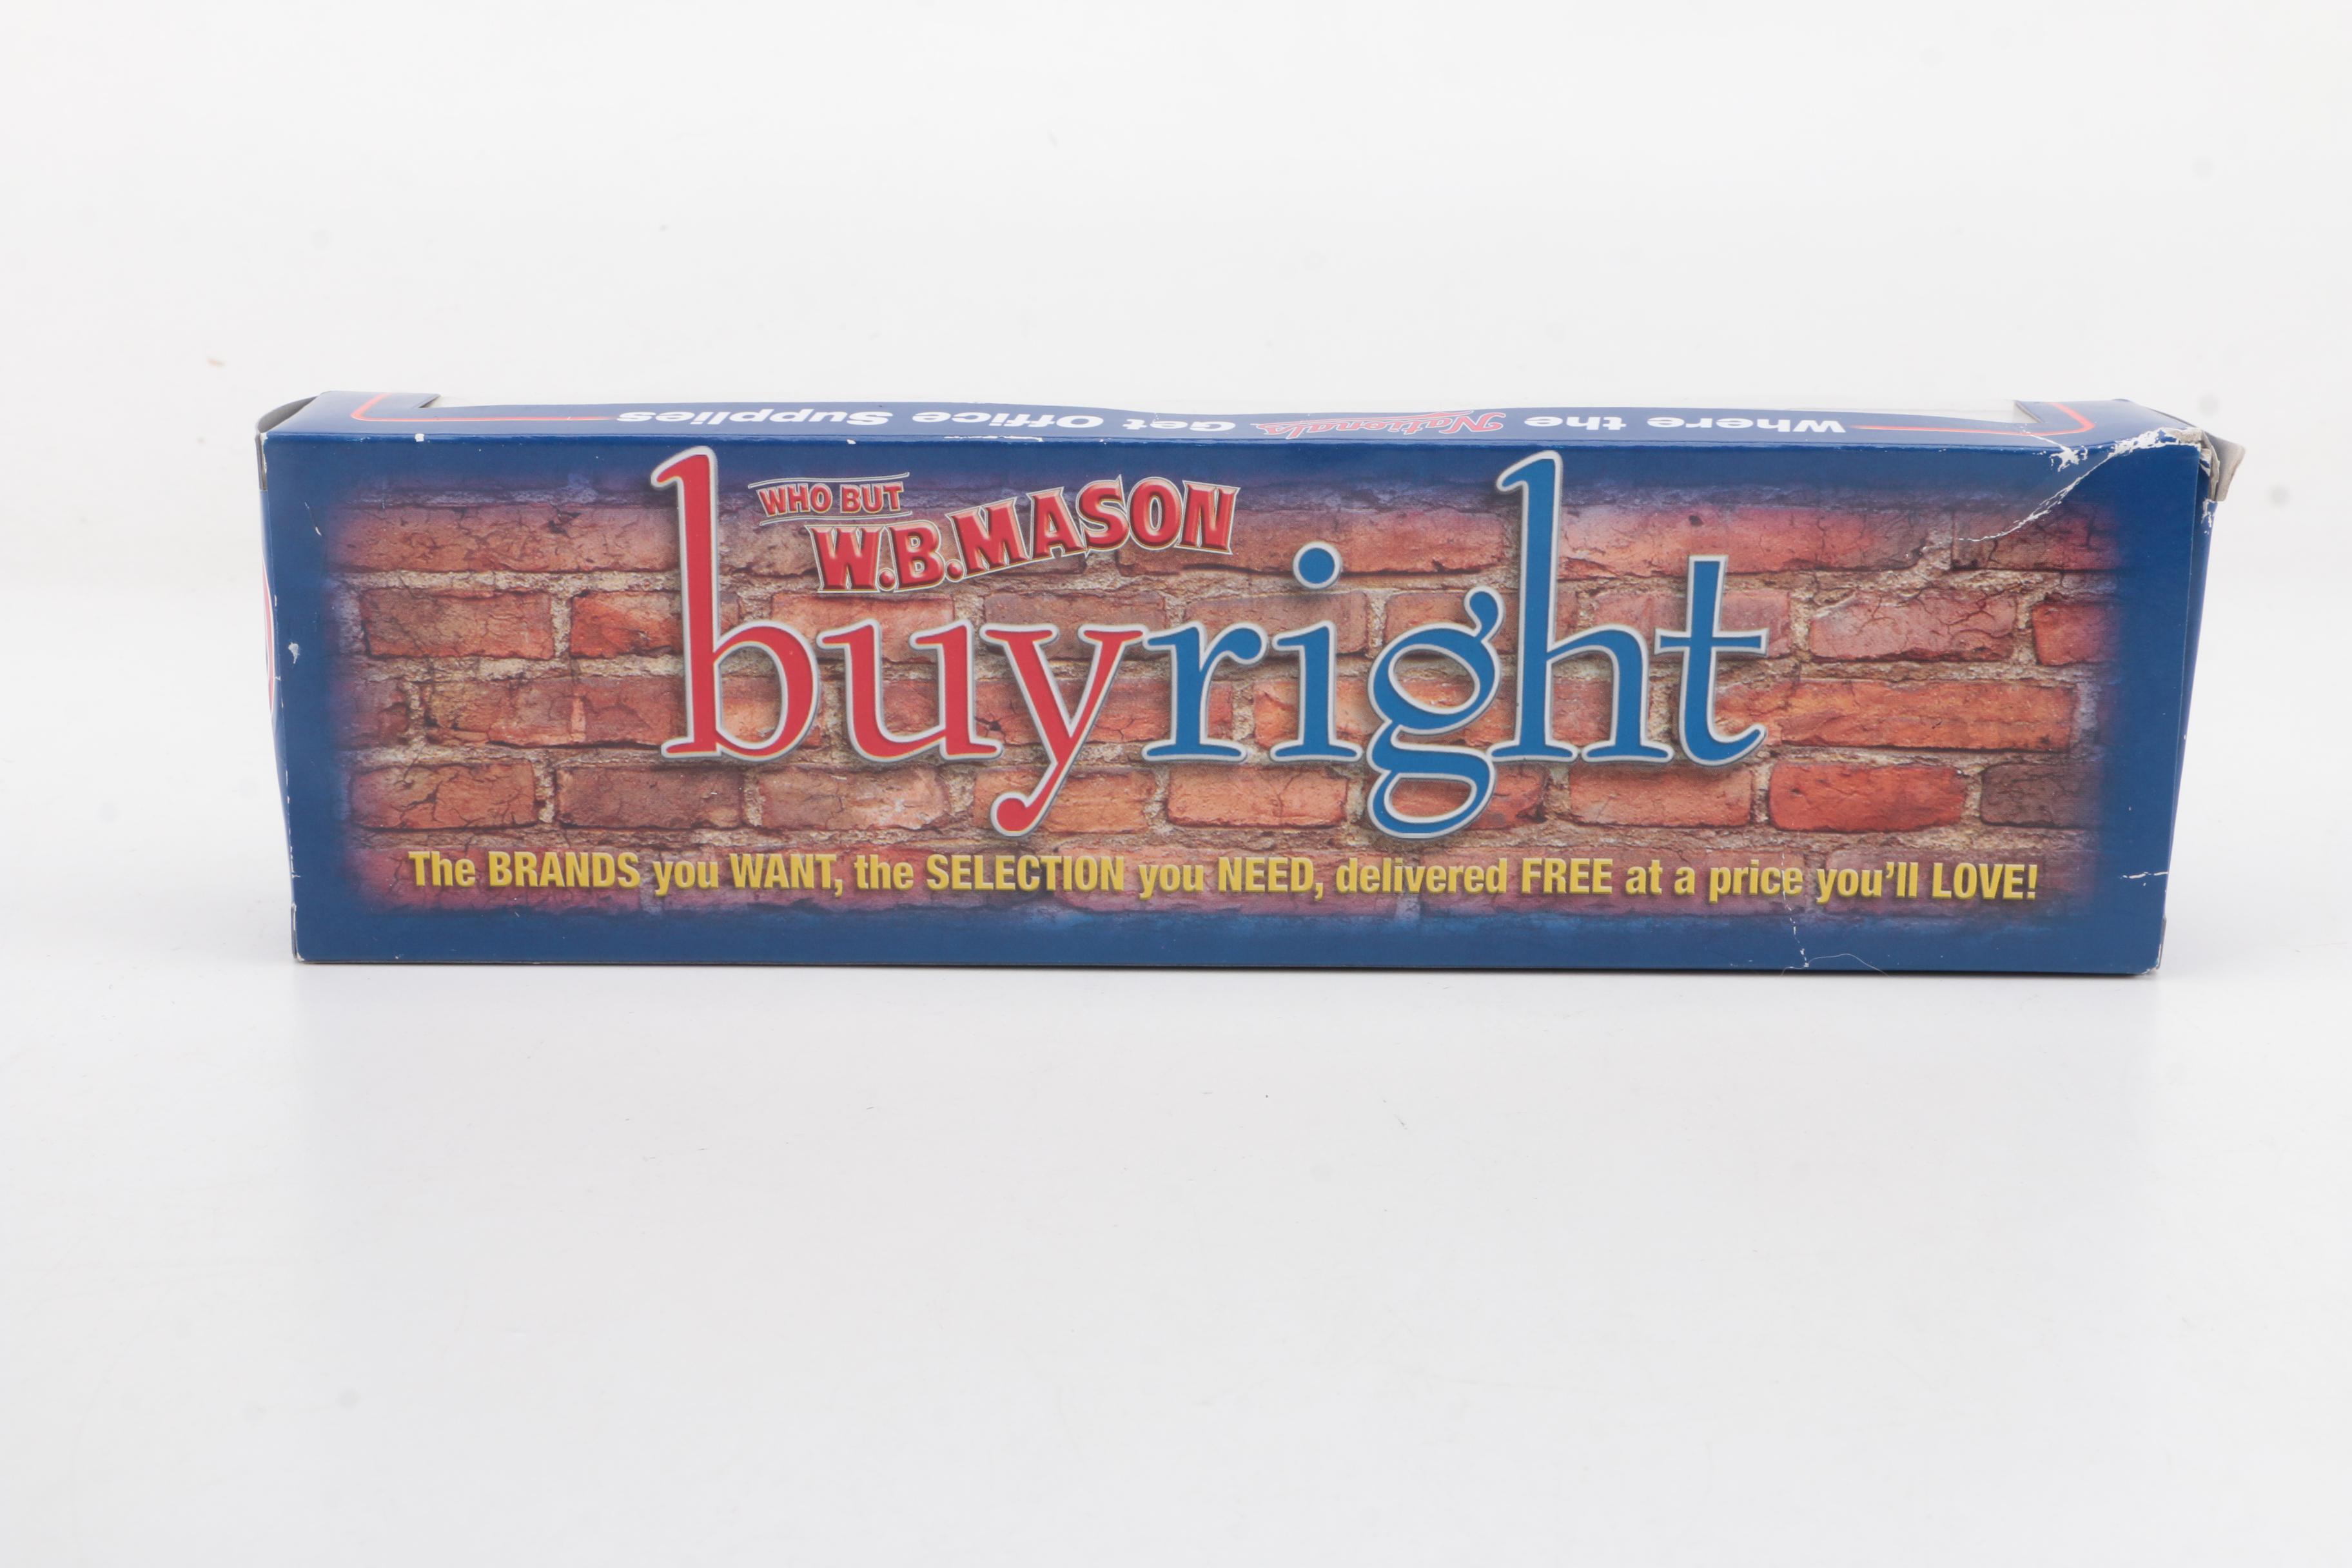 Where the Nationals Get Office Supplies
WHO BUT
W.B.MASON
buyright
The BRANDS you WANT, the SELECTION you NEED, delivered FREE at a price you'll LOVE!